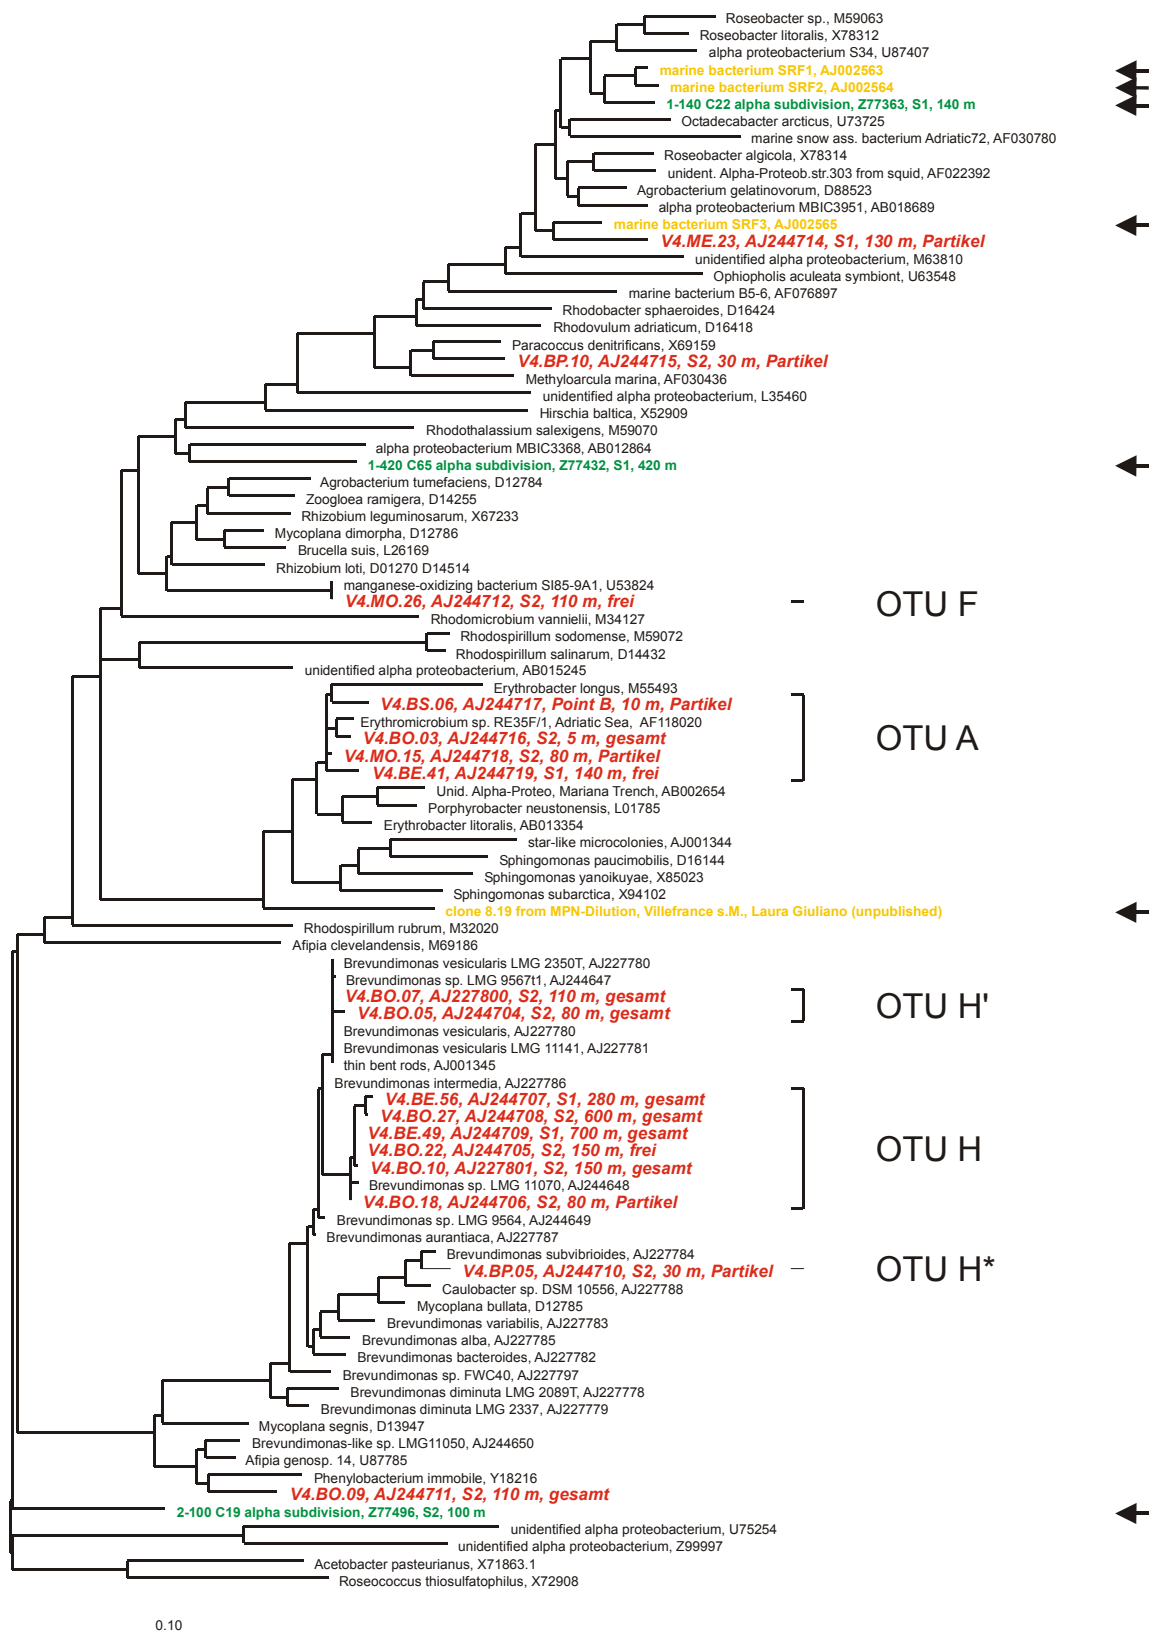 Roseobacter sp., M59063
Roseobacter litoralis, X78312
alpha proteobacterium S34, U87407
marine bacterium SRF1, AJ002563
marine bacterium SRF2, AJ002564
1-140 C22 alpha subdivision, Z77363, S1, 140 m
Octadecabacter arcticus, U73725
marine snow ass. bacterium Adriatic72, AF030780
Roseobacter algicola, X78314
unident. Alpha-Proteob.str.303 from squid, AF022392
Agrobacterium gelatinovorum, D88523
alpha proteobacterium MBIC3951, AB018689
marine bacterium SRF3, AJ002565
V4.ME.23, AJ244714, S1, 130 m, Partikel
unidentified alpha proteobacterium, M63810
Ophiopholis aculeata symbiont, U63548
marine bacterium B5-6, AF076897
Rhodobacter sphaeroides, D16424
Rhodovulum adriaticum, D16418
Paracoccus denitrificans, X69159
V4.BP.10, AJ244715, S2, 30 m, Partikel
Methyloarcula marina, AF030436
unidentified alpha proteobacterium, L35460
Hirschia baltica, X52909
Rhodothalassium salexigens, M59070
alpha proteobacterium MBIC3368, AB012864
1-420 C65 alpha subdivision, Z77432, S1, 420 m
Agrobacterium tumefaciens, D12784
Zoogloea ramigera, D14255
Rhizobium leguminosarum, X67233
Mycoplana dimorpha, D12786
Brucella suis, L26169
Rhizobium loti, D01270 D14514
manganese-oxidizing bacterium SI85-9A1, U53824
V4.MO.26, AJ244712, S2, 110 m, frei
OTU F
Rhodomicrobium vannielii, M34127
Rhodospirillum sodomense, M59072
Rhodospirillum salinarum, D14432
unidentified alpha proteobacterium, AB015245
Erythrobacter longus, M55493
V4.BS.06, AJ244717, Point B, 10 m, Partikel
Erythromicrobium sp. RE35F/1, Adriatic Sea, AF118020
V4.BO.03, AJ244716, S2, 5 m, gesamt
OTU A
V4.MO.15, AJ244718, S2, 80 m, Partikel
V4.BE.41, AJ244719, S1, 140 m, frei
Unid. Alpha-Proteo, Mariana Trench, AB002654
Porphyrobacter neustonensis, L01785
Erythrobacter litoralis, AB013354
star-like microcolonies, AJ001344
Sphingomonas paucimobilis, D16144
Sphingomonas yanoikuyae, X85023
Sphingomonas subarctica, X94102
clone 8.19 from MPN-Dilution, Villefrance s.M., Laura Giuliano (unpublished)
Rhodospirillum rubrum, M32020
Afipia clevelandensis, M69186
Brevundimonas vesicularis LMG 2350T, AJ227780
Brevundimonas sp. LMG 9567t1, AJ244647
V4.BO.07, AJ227800, S2, 110 m, gesamt
OTU H'
V4.BO.05, AJ244704, S2, 80 m, gesamt
Brevundimonas vesicularis, AJ227780
Brevundimonas vesicularis LMG 11141, AJ227781
thin bent rods, AJ001345
Brevundimonas intermedia, AJ227786
V4.BE.56, AJ244707, S1, 280 m, gesamt
V4.BO.27, AJ244708, S2, 600 m, gesamt
V4.BE.49, AJ244709, S1, 700 m, gesamt
V4.BO.22, AJ244705, S2, 150 m, frei
OTU H
V4.BO.10, AJ227801, S2, 150 m, gesamt
Brevundimonas sp. LMG 11070, AJ244648
V4.BO.18, AJ244706, S2, 80 m, Partikel
Brevundimonas sp. LMG 9564, AJ244649
Brevundimonas aurantiaca, AJ227787
Brevundimonas subvibrioides, AJ227784
V4.BP.05, AJ244710, S2, 30 m, Partikel
OTU H*
Caulobacter sp. DSM 10556, AJ227788
Mycoplana bullata, D12785
Brevundimonas variabilis, AJ227783
Brevundimonas alba, AJ227785
Brevundimonas bacteroides, AJ227782
Brevundimonas sp. FWC40, AJ227797
Brevundimonas diminuta LMG 2089T, AJ227778
Brevundimonas diminuta LMG 2337, AJ227779
Mycoplana segnis, D13947
Brevundimonas-like sp. LMG11050, AJ244650
Afipia genosp. 14, U87785
Phenylobacterium immobile, Y18216
V4.BO.09, AJ244711, S2, 110 m, gesamt
2-100 C19 alpha subdivision, Z77496, S2, 100 m
unidentified alpha proteobacterium, U75254
unidentified alpha proteobacterium, Z99997
Acetobacter pasteurianus, X71863.1
Roseococcus thiosulfatophilus, X72908
0.10